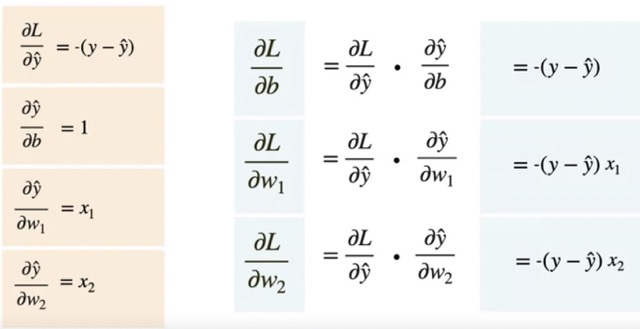 ∂L/∂ŷ = -(y − ŷ)
∂ŷ/∂b = 1
∂ŷ/∂w₁ = x₁
∂ŷ/∂w₂ = x₂
∂L/∂b = ∂L/∂ŷ · ∂ŷ/∂b = -(y − ŷ)
∂L/∂w₁ = ∂L/∂ŷ · ∂ŷ/∂w₁ = -(y − ŷ) x₁
∂L/∂w₂ = ∂L/∂ŷ · ∂ŷ/∂w₂ = -(y − ŷ) x₂